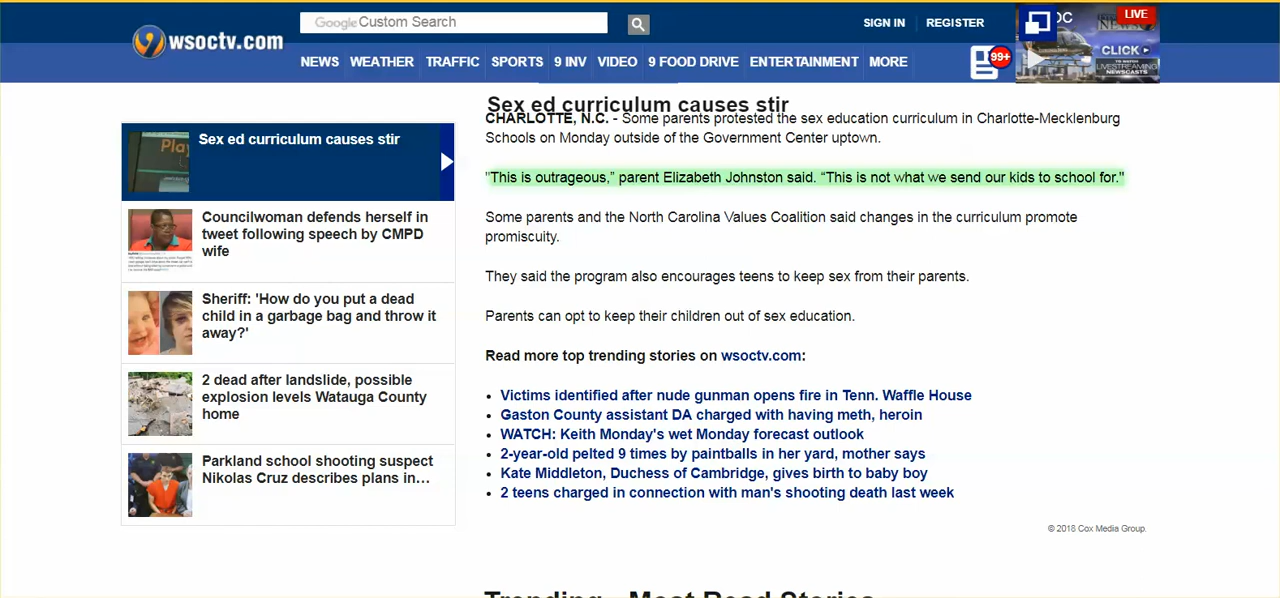 Google Custom Search
SIGN IN REGISTER
wsoctv.com
NEWS WEATHER TRAFFIC SPORTS 9 INV VIDEO 9 FOOD DRIVE ENTERTAINMENT MORE
99+
LIVE
CLICK
TO WATCH
LIVESTREAMING
NEWSCASTS
Sex ed curriculum causes stir
Councilwoman defends herself in
tweet following speech by CMPD
wife
Sheriff: 'How do you put a dead
child in a garbage bag and throw it
away?'
2 dead after landslide, possible
explosion levels Watauga County
home
Parkland school shooting suspect
Nikolas Cruz describes plans in…
Sex ed curriculum causes stir
CHARLOTTE, N.C. - Some parents protested the sex education curriculum in Charlotte-Mecklenburg
Schools on Monday outside of the Government Center uptown.
"This is outrageous,” parent Elizabeth Johnston said. “This is not what we send our kids to school for."
Some parents and the North Carolina Values Coalition said changes in the curriculum promote
promiscuity.
They said the program also encourages teens to keep sex from their parents.
Parents can opt to keep their children out of sex education.
Read more top trending stories on wsoctv.com:
• Victims identified after nude gunman opens fire in Tenn. Waffle House
• Gaston County assistant DA charged with having meth, heroin
• WATCH: Keith Monday's wet Monday forecast outlook
• 2-year-old pelted 9 times by paintballs in her yard, mother says
• Kate Middleton, Duchess of Cambridge, gives birth to baby boy
• 2 teens charged in connection with man's shooting death last week
© 2018 Cox Media Group.
Trending - Most Read Stories